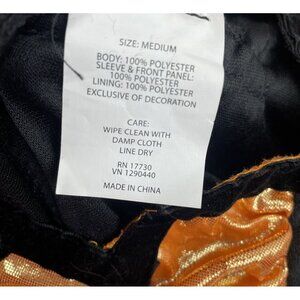 SIZE: MEDIUM
BODY: 100% POLYESTER
SLEEVE & FRONT PANEL:
100% POLYESTER
LINING: 100% POLYESTER
EXCLUSIVE OF DECORATION
CARE:
WIPE CLEAN WITH
DAMP CLOTH
LINE DRY
RN 17730
VN 1290440
MADE IN CHINA